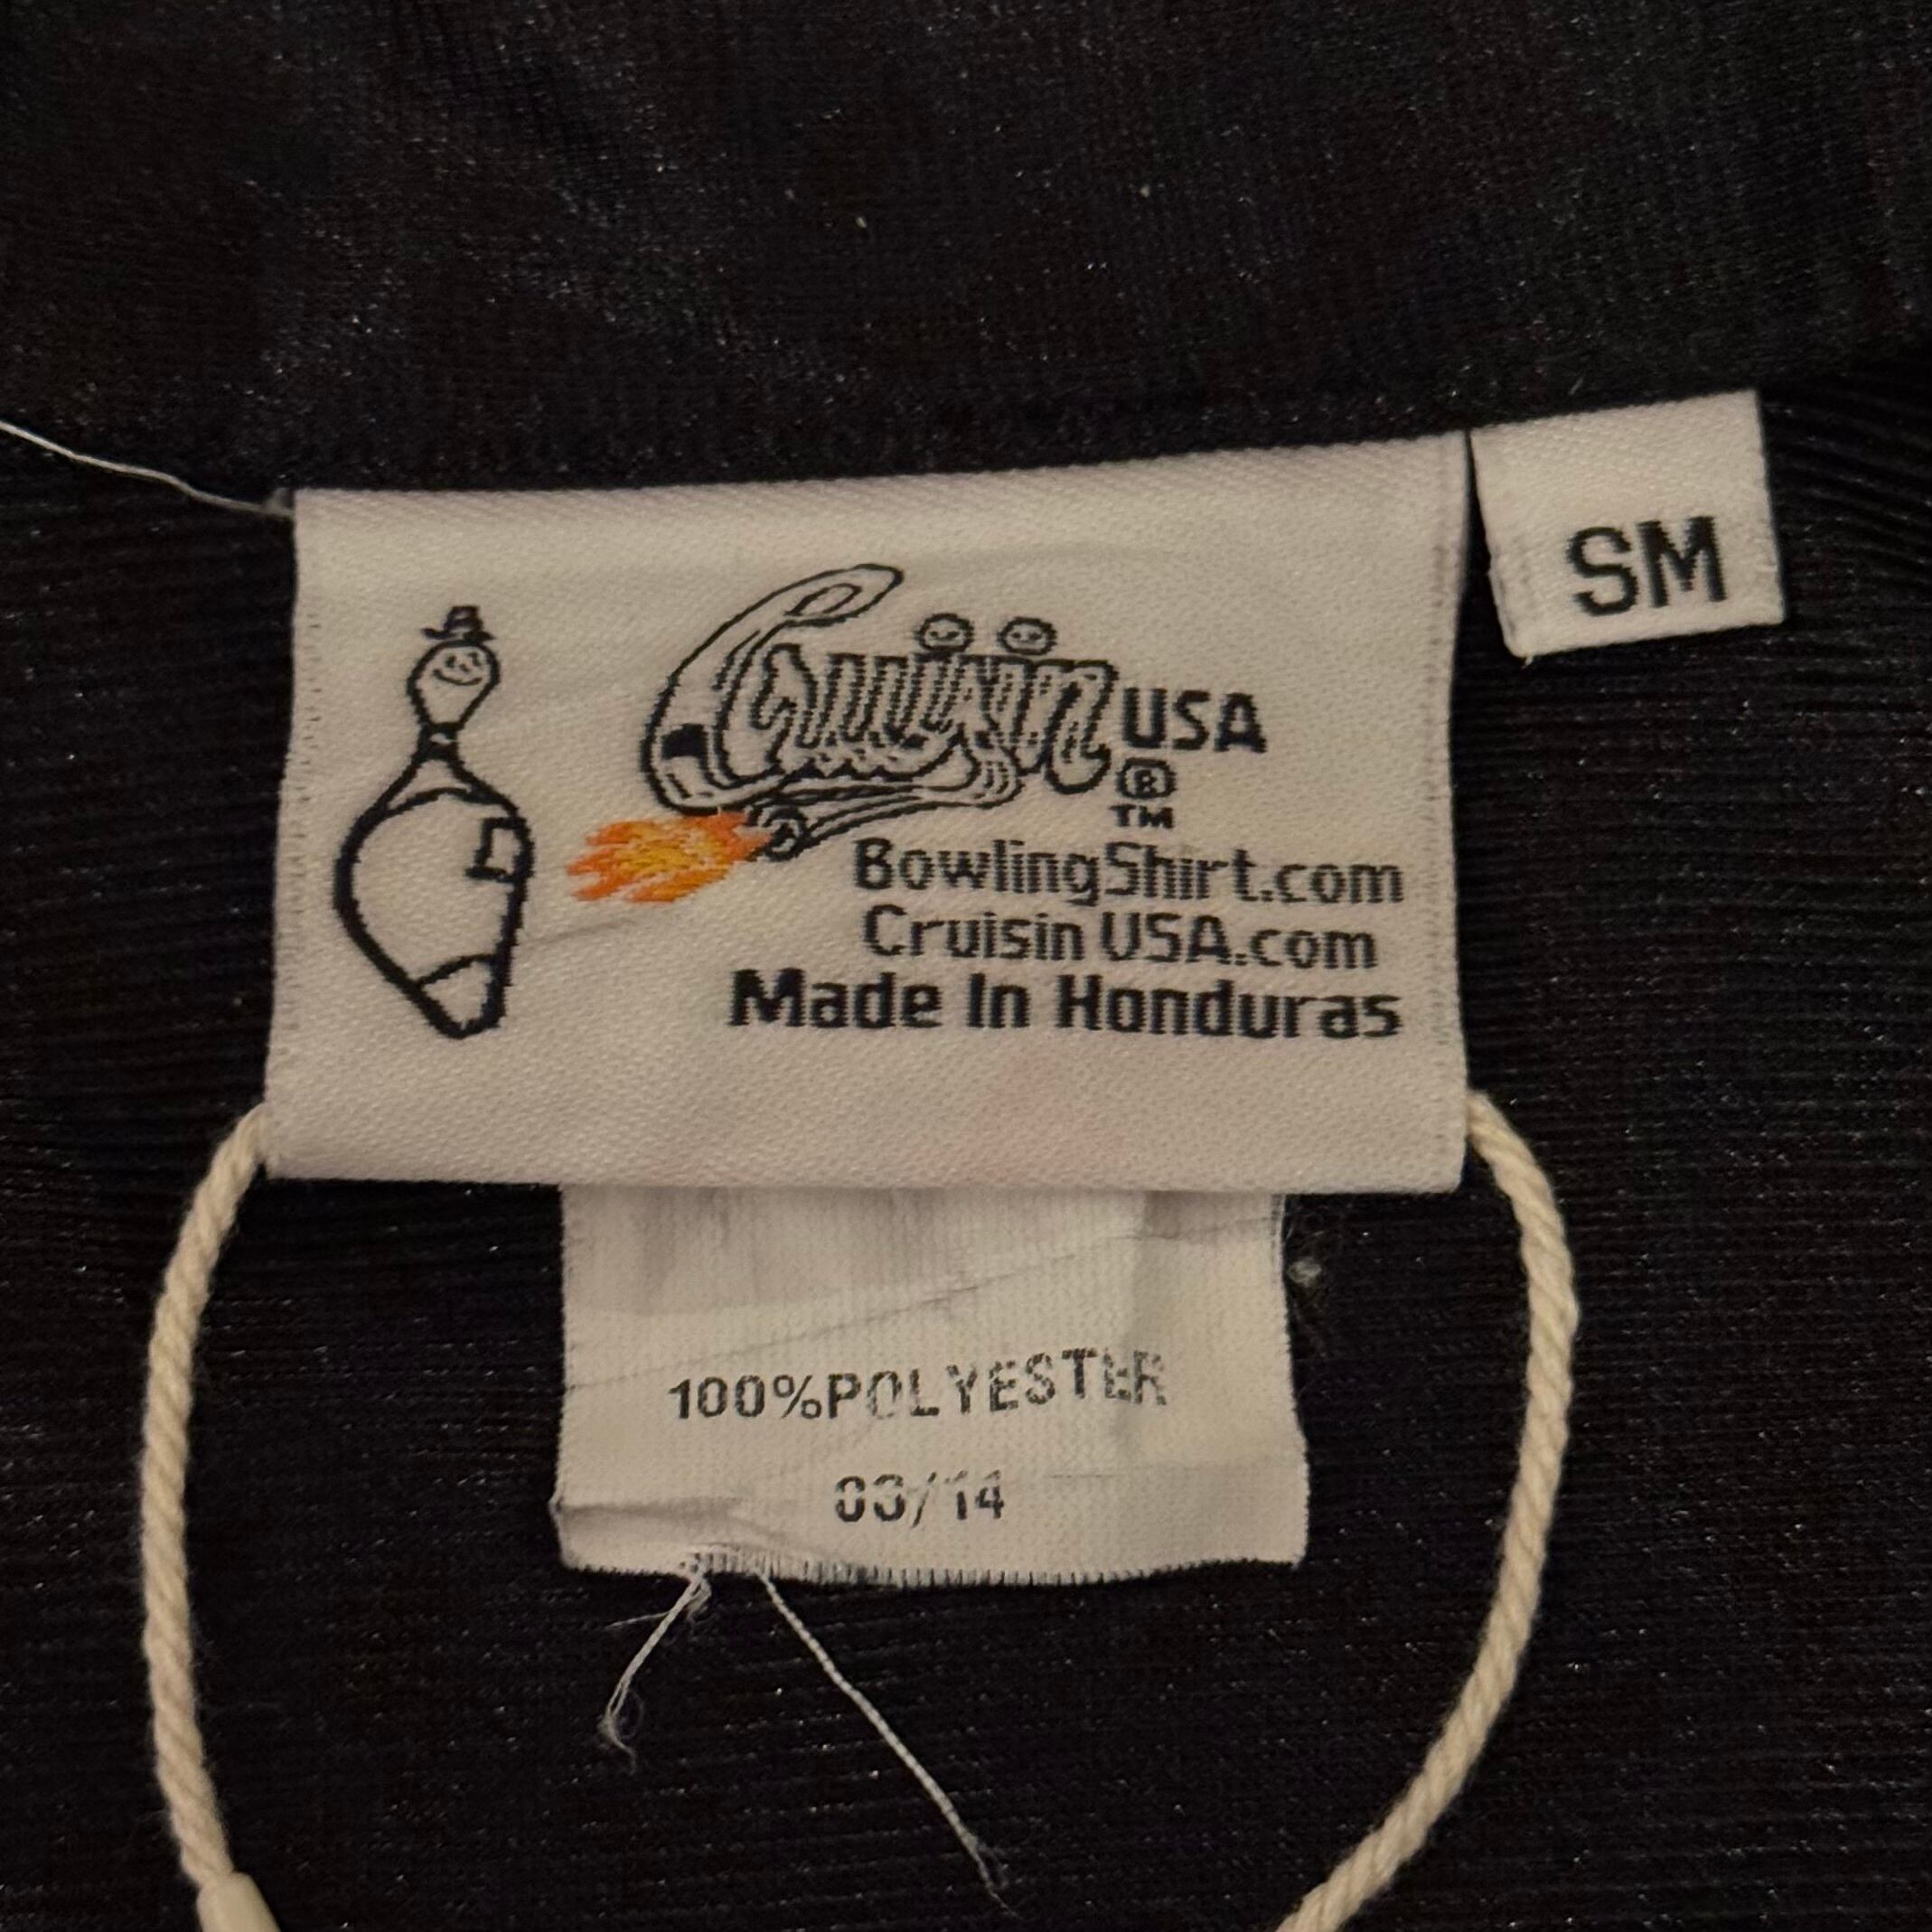 Cruisin USA
®
TM
BowlingShirt.com
Cruisin USA.com
Made In Honduras
SM
100%POLYESTER
03/14